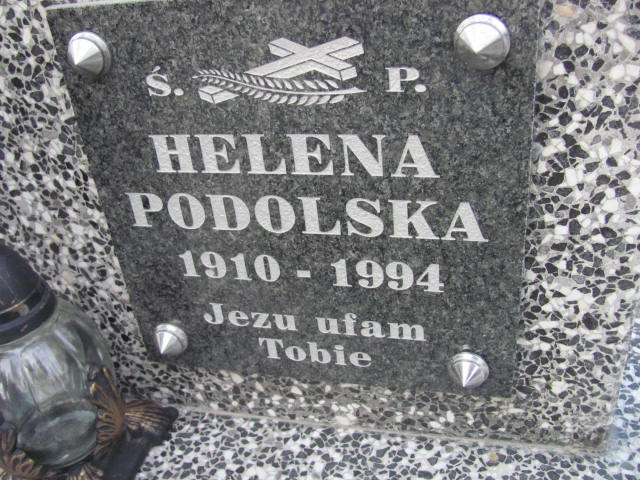 Ś. P.
HELENA
PODOLSKA
1910 - 1994
Jezu ufam
Tobie